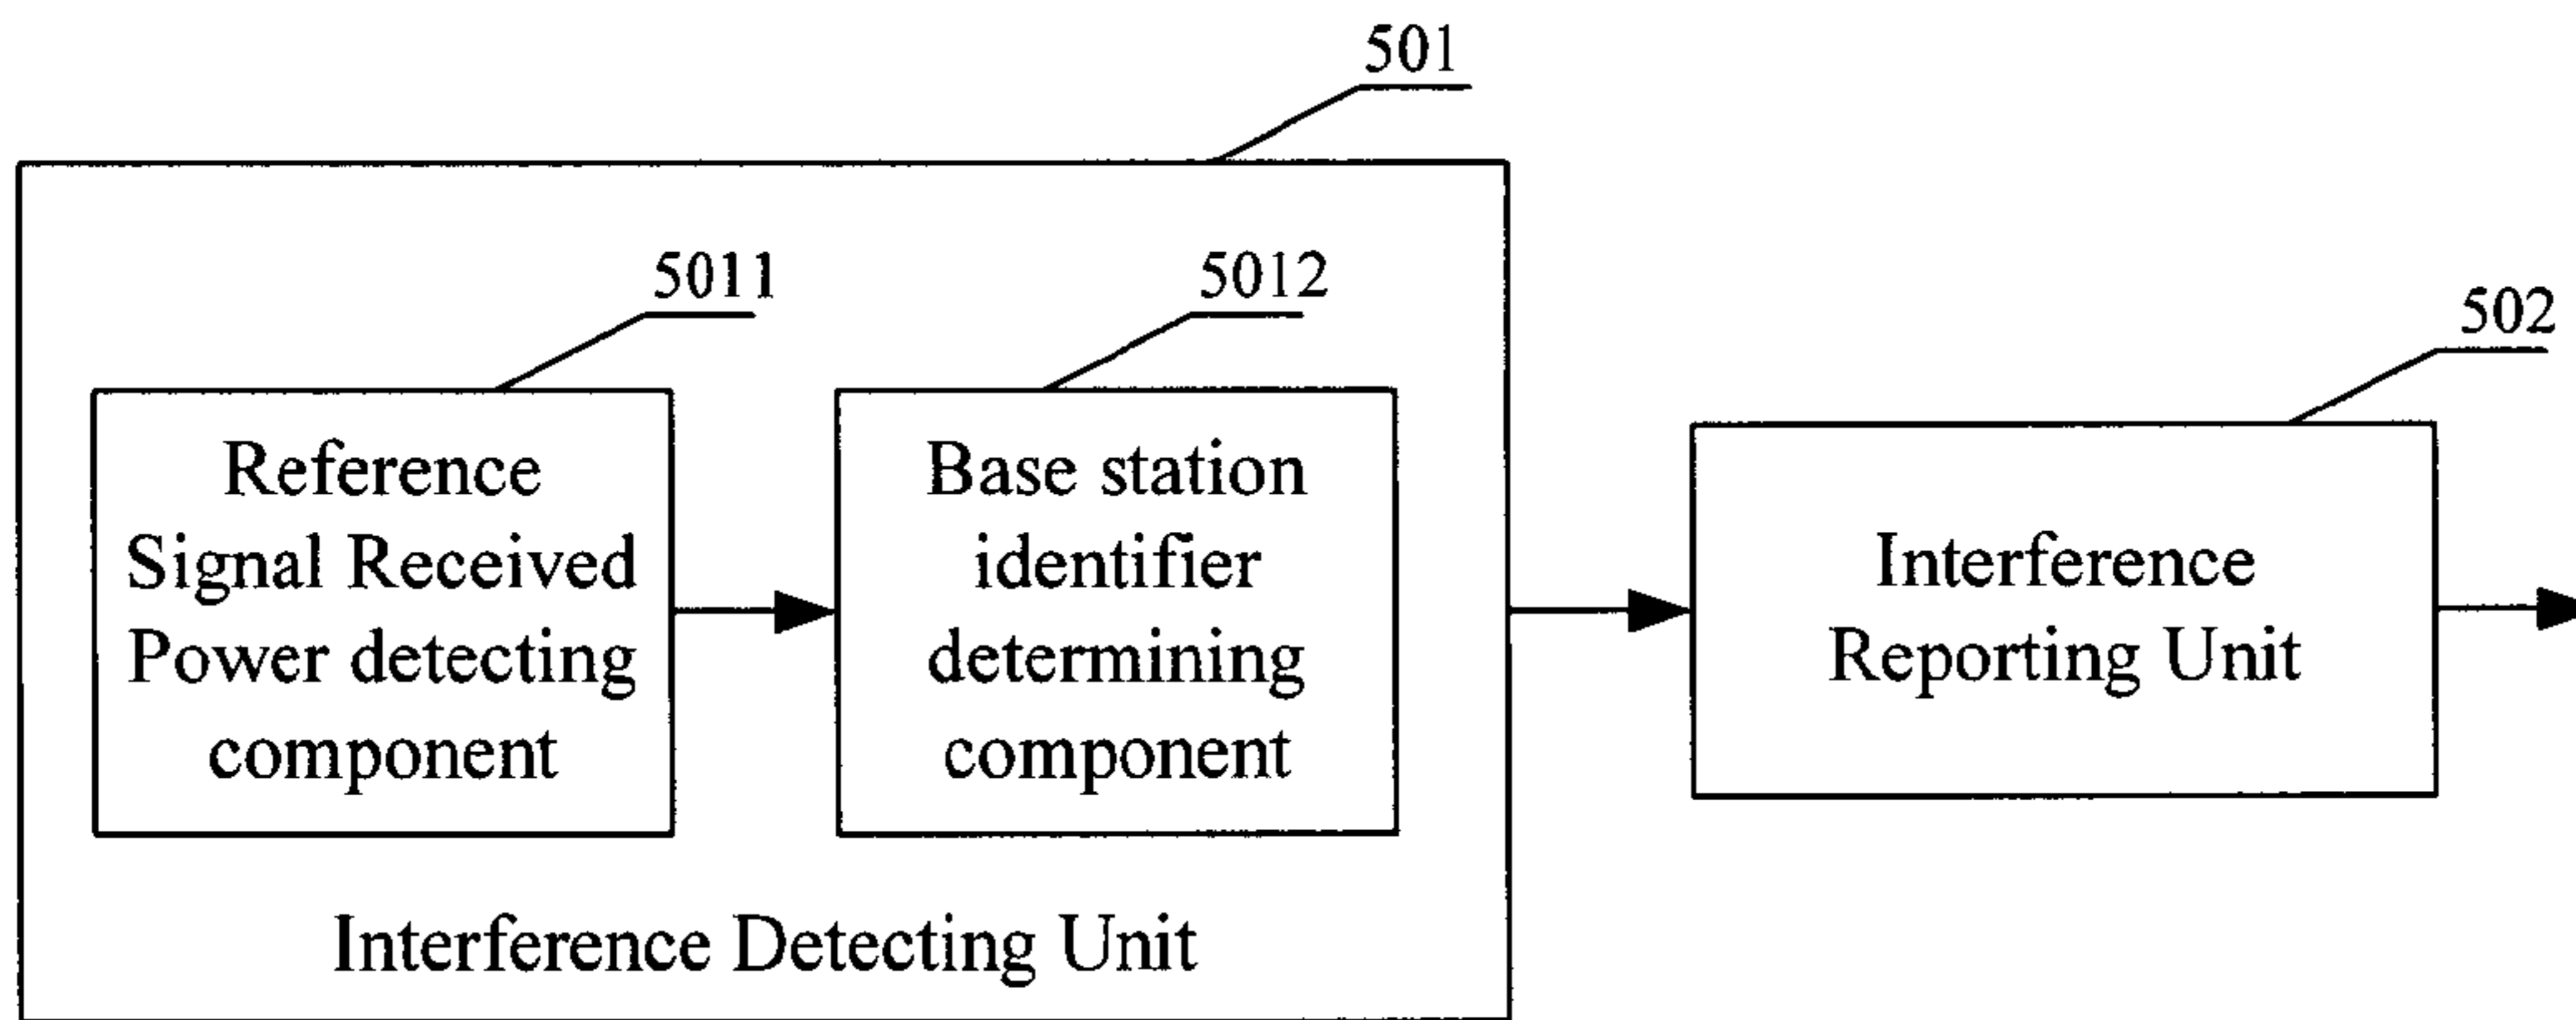 501
5011
5012
502
Reference
Signal Received
Power detecting
component
Base station
identifier
determining
component
Interference
Reporting Unit
Interference Detecting Unit